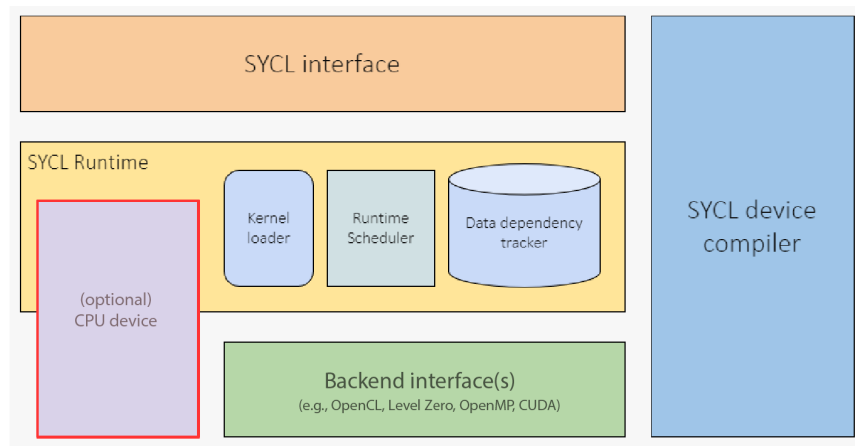 SYCL interface
SYCL Runtime
Kernel
loader
Runtime
Scheduler
Data dependency
tracker
(optional)
CPU device
Backend interface(s)
(e.g., OpenCL, Level Zero, OpenMP, CUDA)
SYCL device
compiler